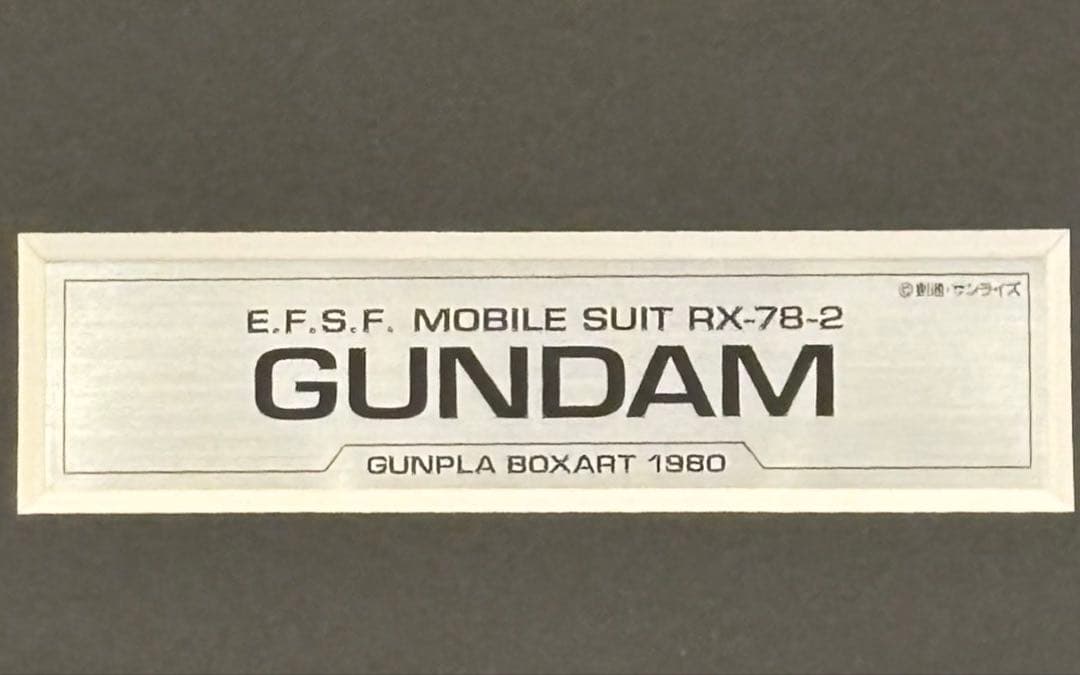 ©創通・サンライズ
E.F.S.F. MOBILE SUIT RX-78-2
GUNDAM
GUNPLA BOXART 1980